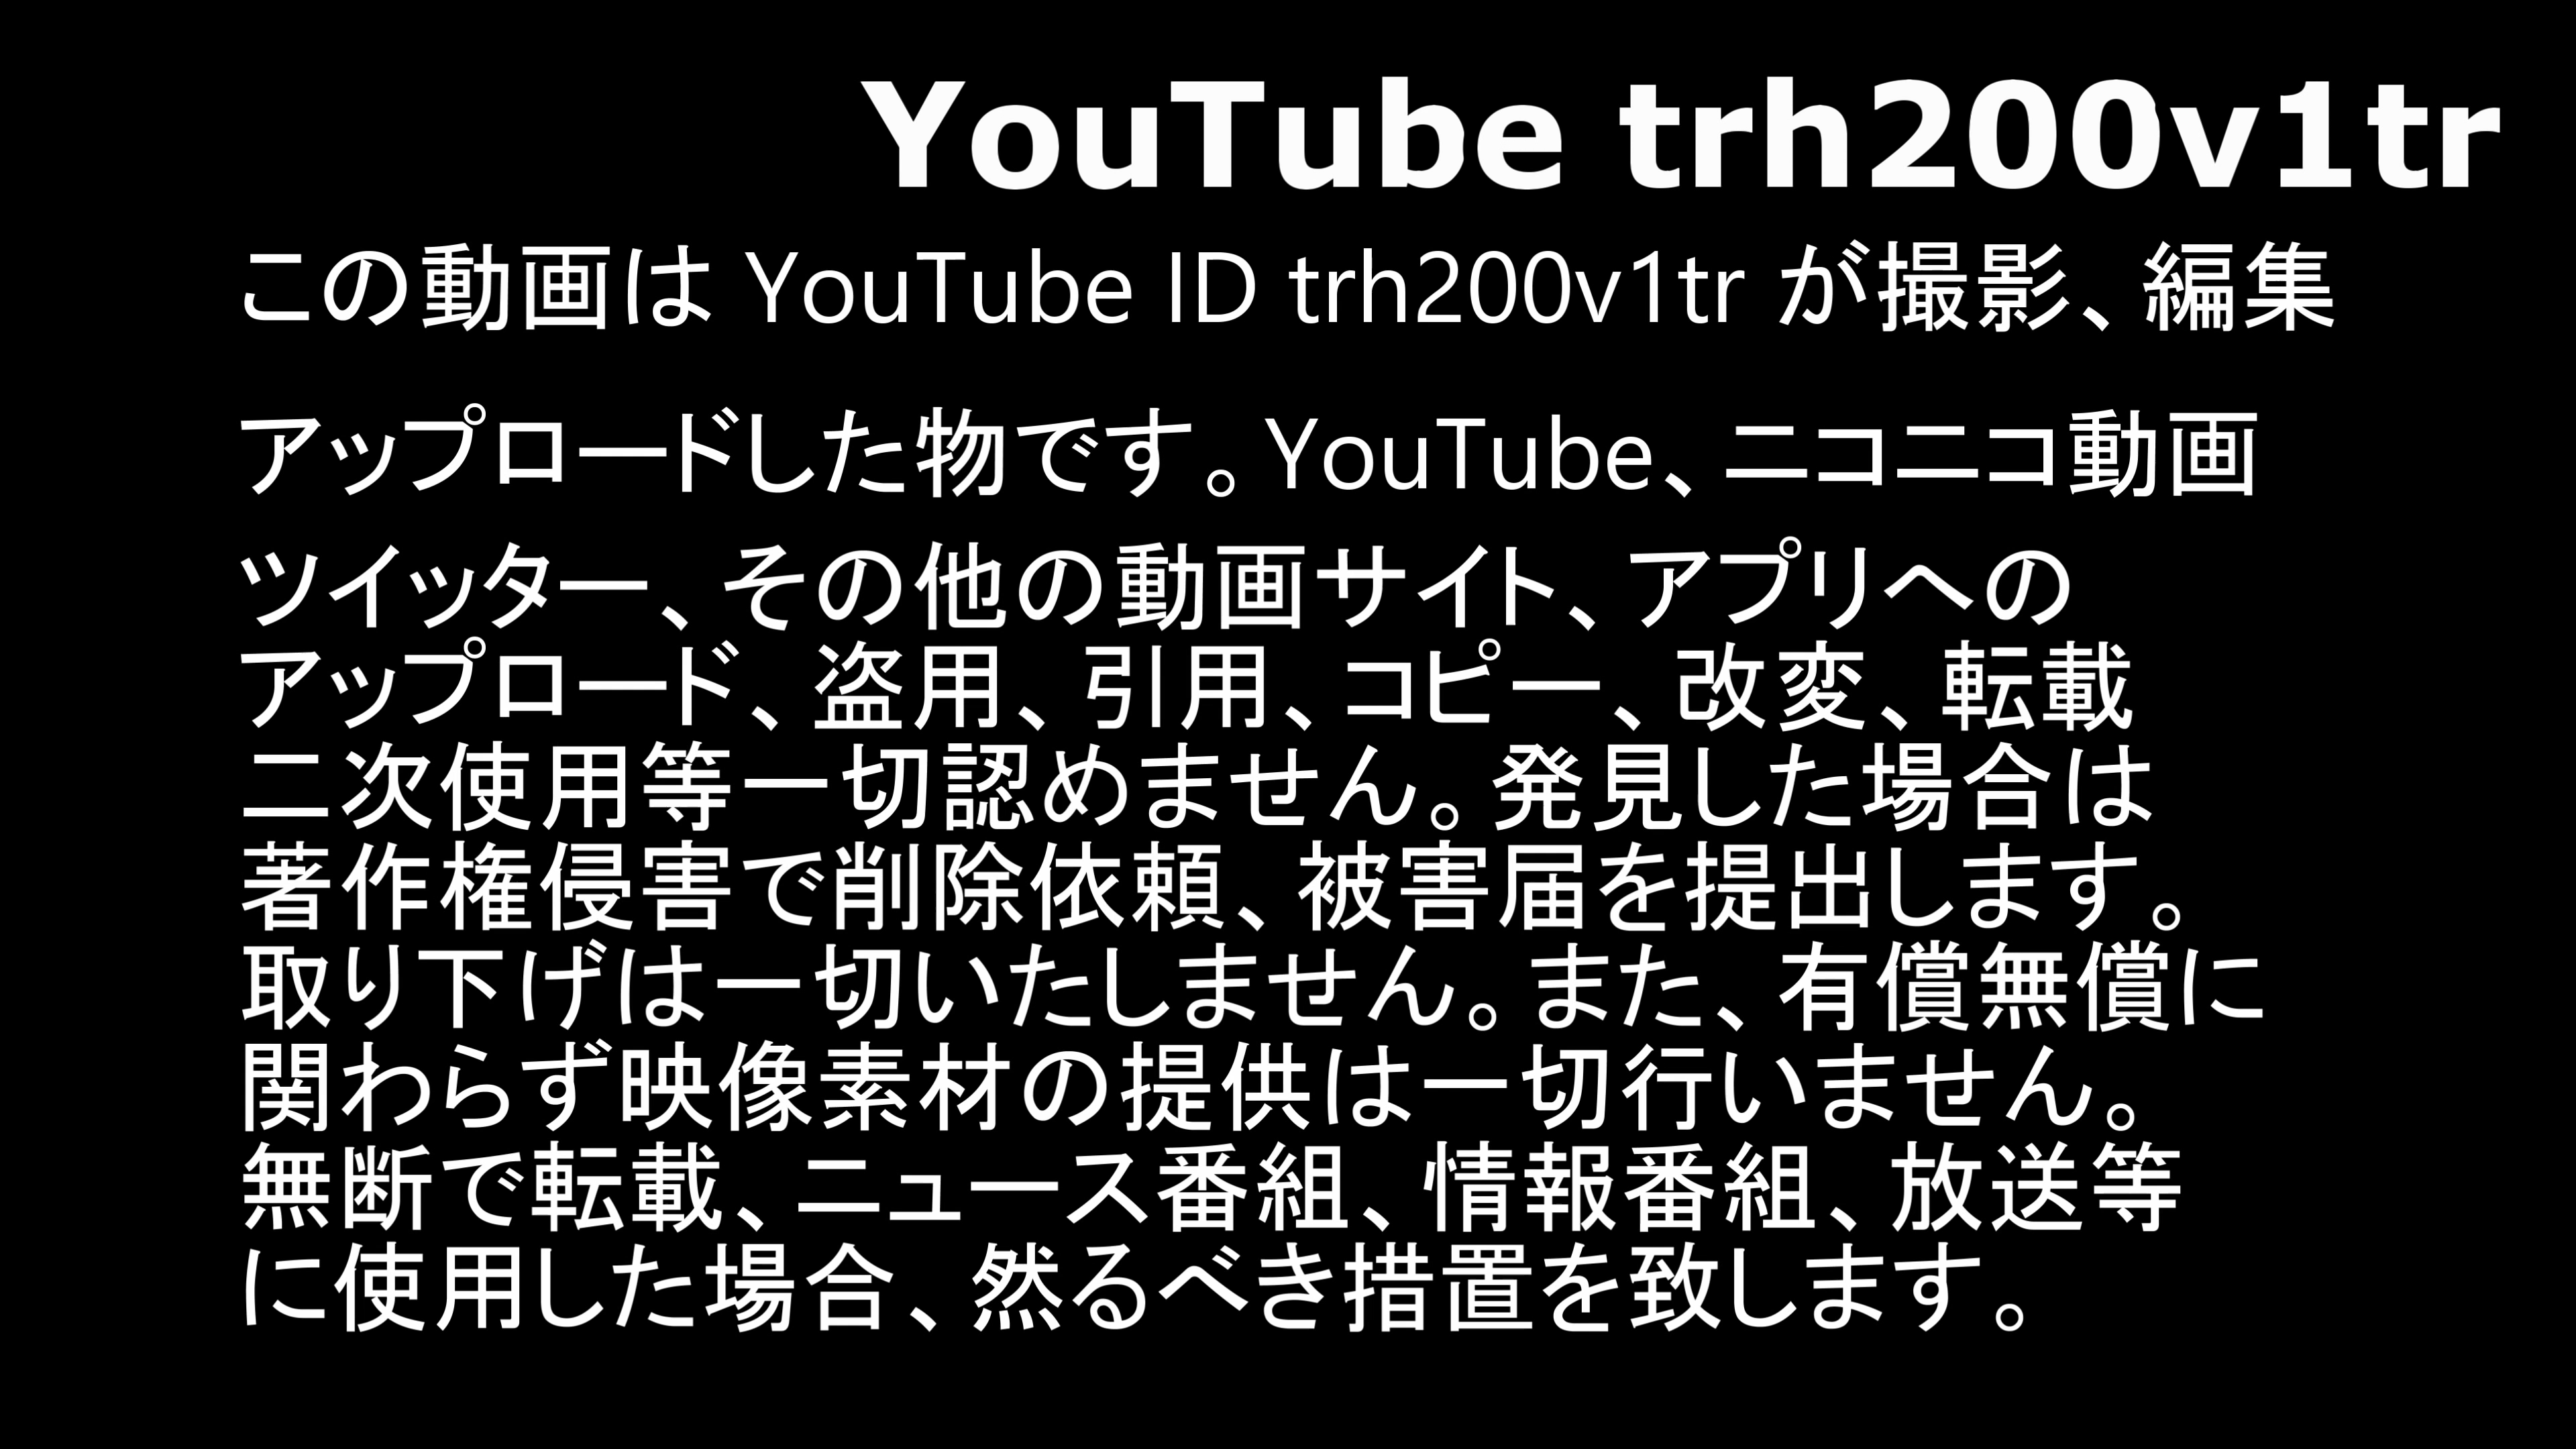 YouTube trh200v1tr
この動画は YouTube ID trh200v1tr が撮影、編集
アップロードした物です。YouTube、ニコニコ動画
ツイッター、その他の動画サイト、アプリへの
アップロード、盗用、引用、コピー、改変、転載
二次使用等一切認めません。発見した場合は
著作権侵害で削除依頼、被害届を提出します。
取り下げは一切いたしません。また、有償無償に
関わらず映像素材の提供は一切行いません。
無断で転載、ニュース番組、情報番組、放送等
に使用した場合、然るべき措置を致します。